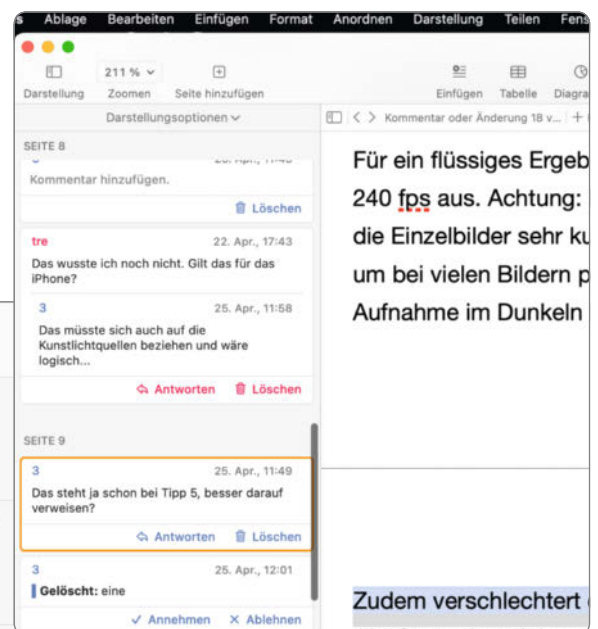 Ablage Bearbeiten Einfügen Format Anordnen Darstellung Teilen
211 %
Darstellung Zoomen Seite hinzufügen Einfügen Tabelle
Darstellungsoptionen
Kommentar oder Änderung 18 v...
SEITE 8
Kommentar hinzufügen.
Löschen
tre 22. Apr., 17:43
Das wusste ich noch nicht. Gilt das für das
iPhone?
3 25. Apr., 11:58
Das müsste sich auch auf die
Kunstlichtquellen beziehen und wäre
logisch...
Antworten Löschen
SEITE 9
3 25. Apr., 11:49
Das steht ja schon bei Tipp 5, besser darauf
verweisen?
Antworten Löschen
3 25. Apr., 12:01
Gelöscht: eine
Annehmen Ablehnen
Für ein flüssiges Ergeb
240 fps aus. Achtung:
die Einzelbilder sehr ku
um bei vielen Bildern p
Aufnahme im Dunkeln
Zudem verschlechtert